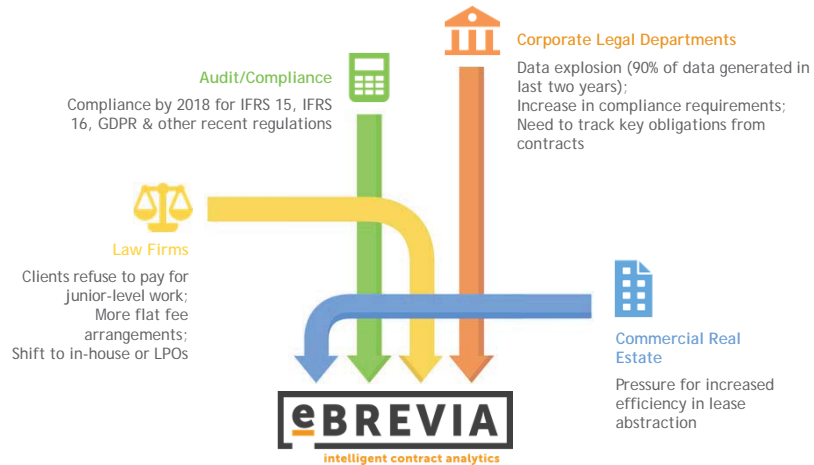 Corporate Legal Departments
Data explosion (90% of data generated in
last two years);
Increase in compliance requirements;
Need to track key obligations from
contracts
Audit/Compliance
Compliance by 2018 for IFRS 15, IFRS
16, GDPR & other recent regulations
Law Firms
Clients refuse to pay for
junior-level work;
More flat fee
arrangements;
Shift to in-house or LPOs
Commercial Real
Estate
Pressure for increased
efficiency in lease
abstraction
eBREVIA
intelligent contract analytics